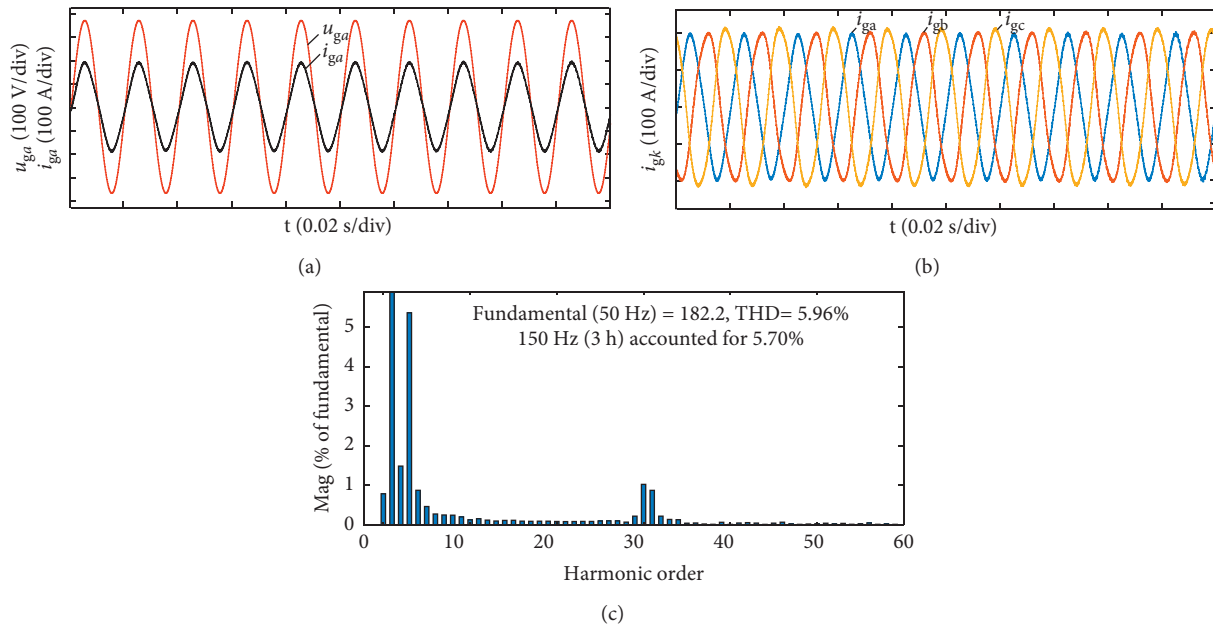 u_ga (100 V/div)
i_ga (100 A/div)
u_ga
i_ga
t (0.02 s/div)
(a)
i_gk (100 A/div)
i_ga
i_gb
i_gc
t (0.02 s/div)
(b)
Mag (% of fundamental)
5
4
3
2
1
0
Fundamental (50 Hz) = 182.2, THD= 5.96%
150 Hz (3 h) accounted for 5.70%
0 10 20 30 40 50 60
Harmonic order
(c)